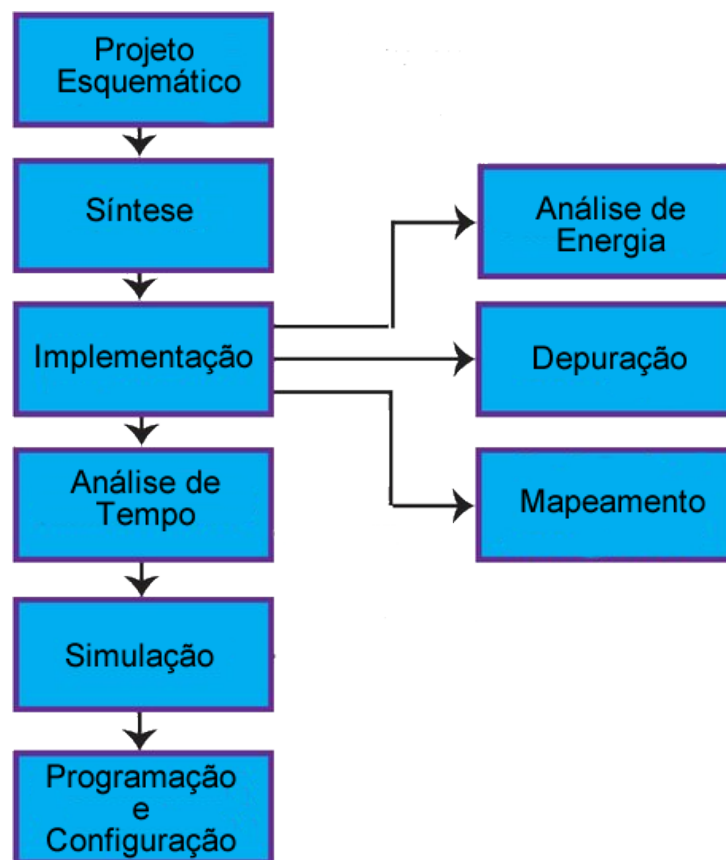 Projeto
Esquemático
Síntese
Implementação
Análise de
Tempo
Simulação
Programação
e
Configuração
Análise de
Energia
Depuração
Mapeamento